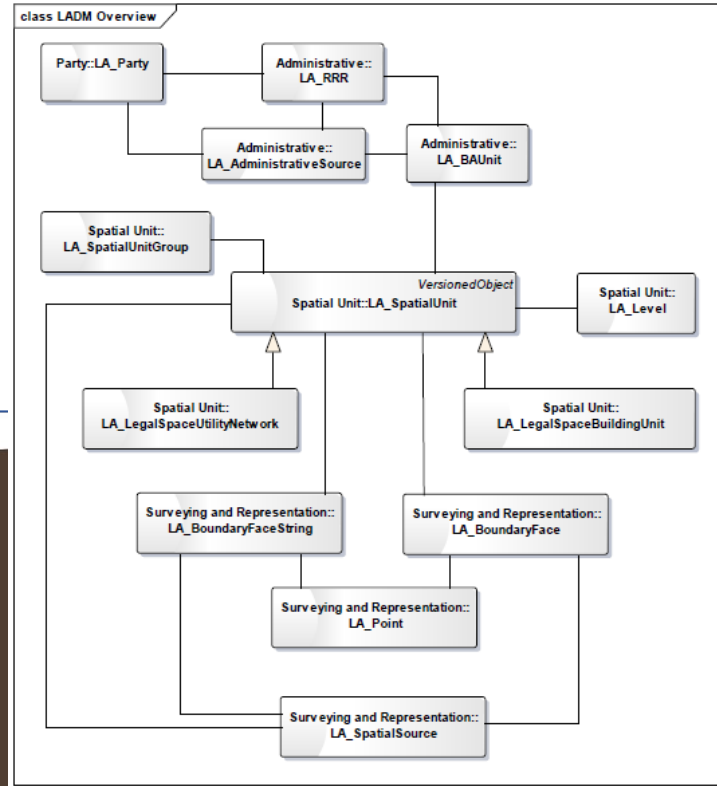 class LADM Overview
Party::LA_Party
Administrative::
LA_RRR
Administrative::
LA_AdministrativeSource
Administrative::
LA_BAUnit
Spatial Unit::
LA_SpatialUnitGroup
VersionedObject
Spatial Unit::LA_SpatialUnit
Spatial Unit::
LA_Level
Spatial Unit::
LA_LegalSpaceUtilityNetwork
Spatial Unit::
LA_LegalSpaceBuildingUnit
Surveying and Representation::
LA_BoundaryFaceString
Surveying and Representation::
LA_BoundaryFace
Surveying and Representation::
LA_Point
Surveying and Representation::
LA_SpatialSource